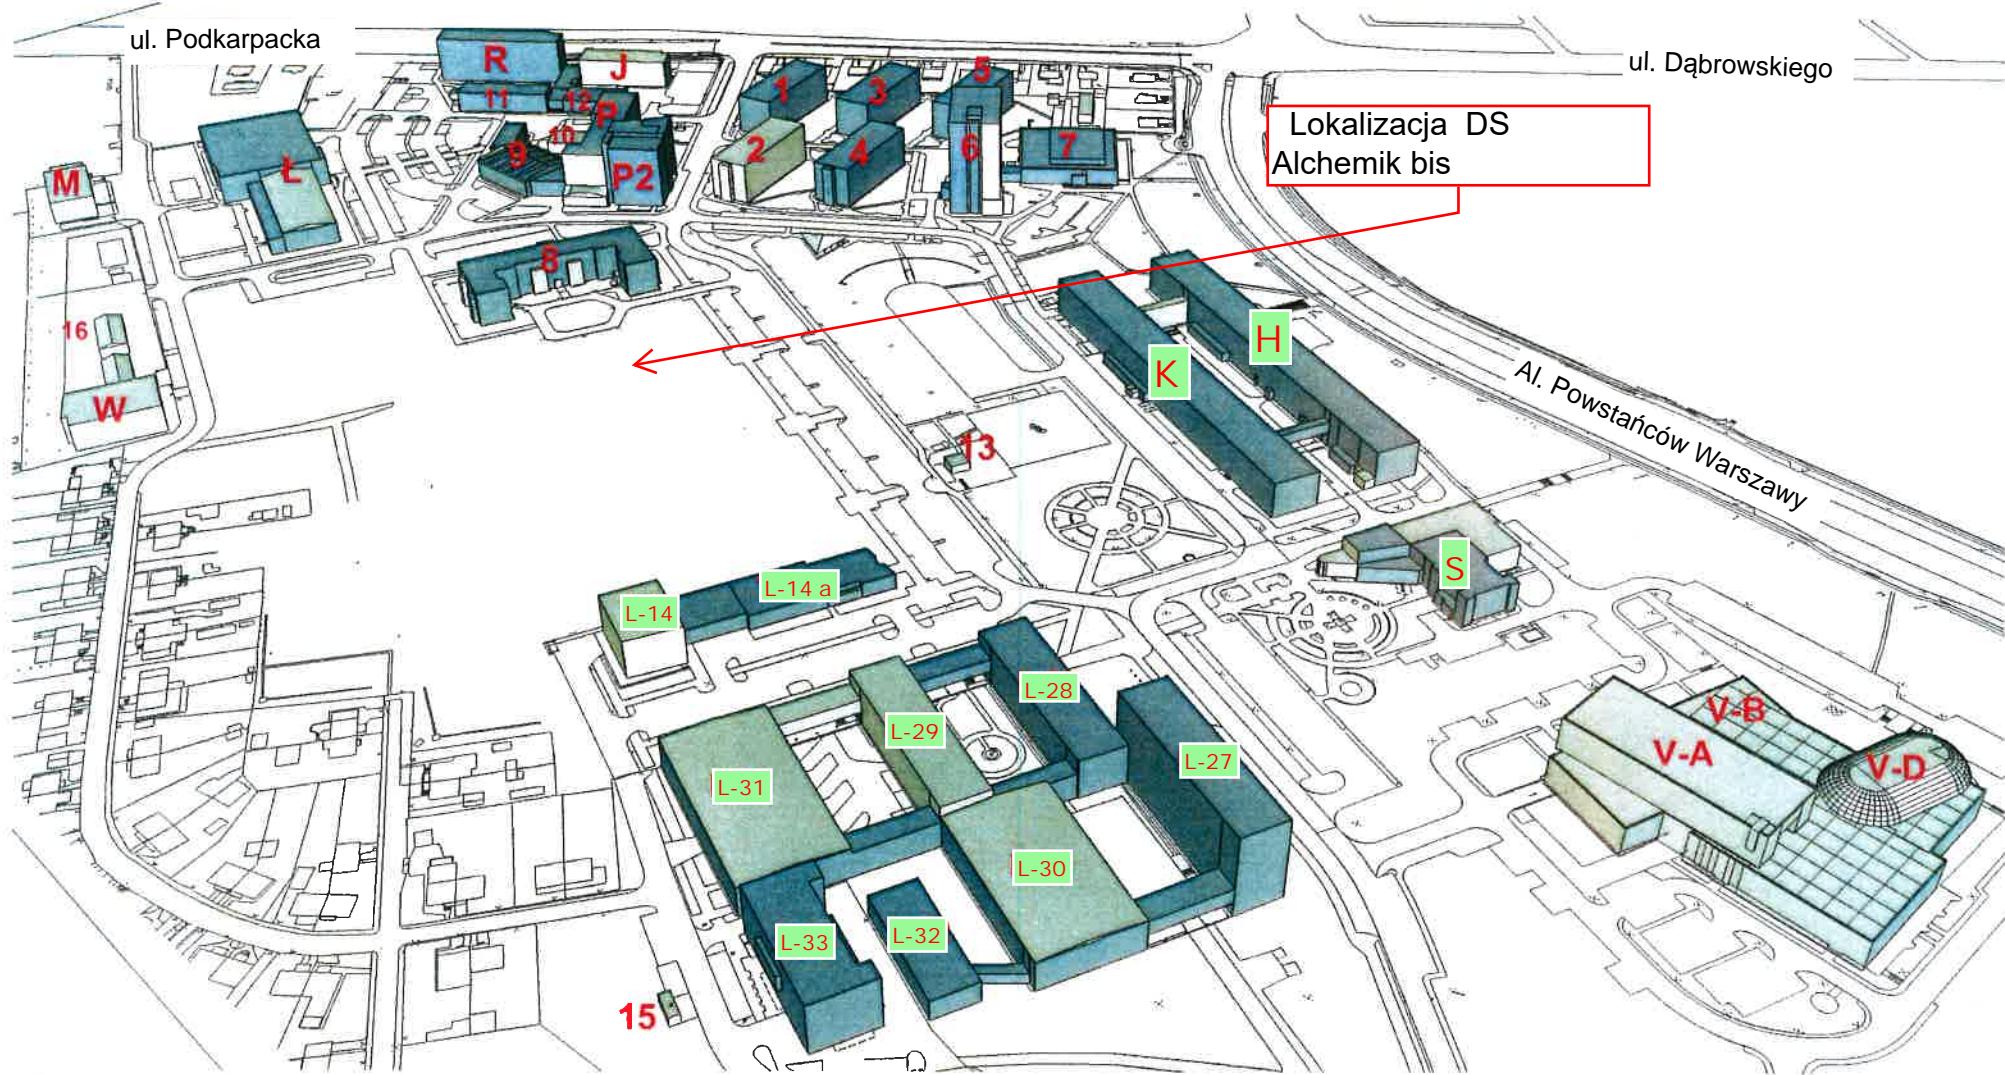 ul. Podkarpacka
ul. Dąbrowskiego
R
J
11
12
P
10
9
P2
1
3
5
2
4
6
7
Lokalizacja DS
Alchemik bis
M
Ł
8
16
W
K
H
Al. Powstańców Warszawy
13
S
L-14
L-14 a
L-28
L-29
L-27
L-31
L-30
L-33
L-32
15
V-B
V-A
V-D